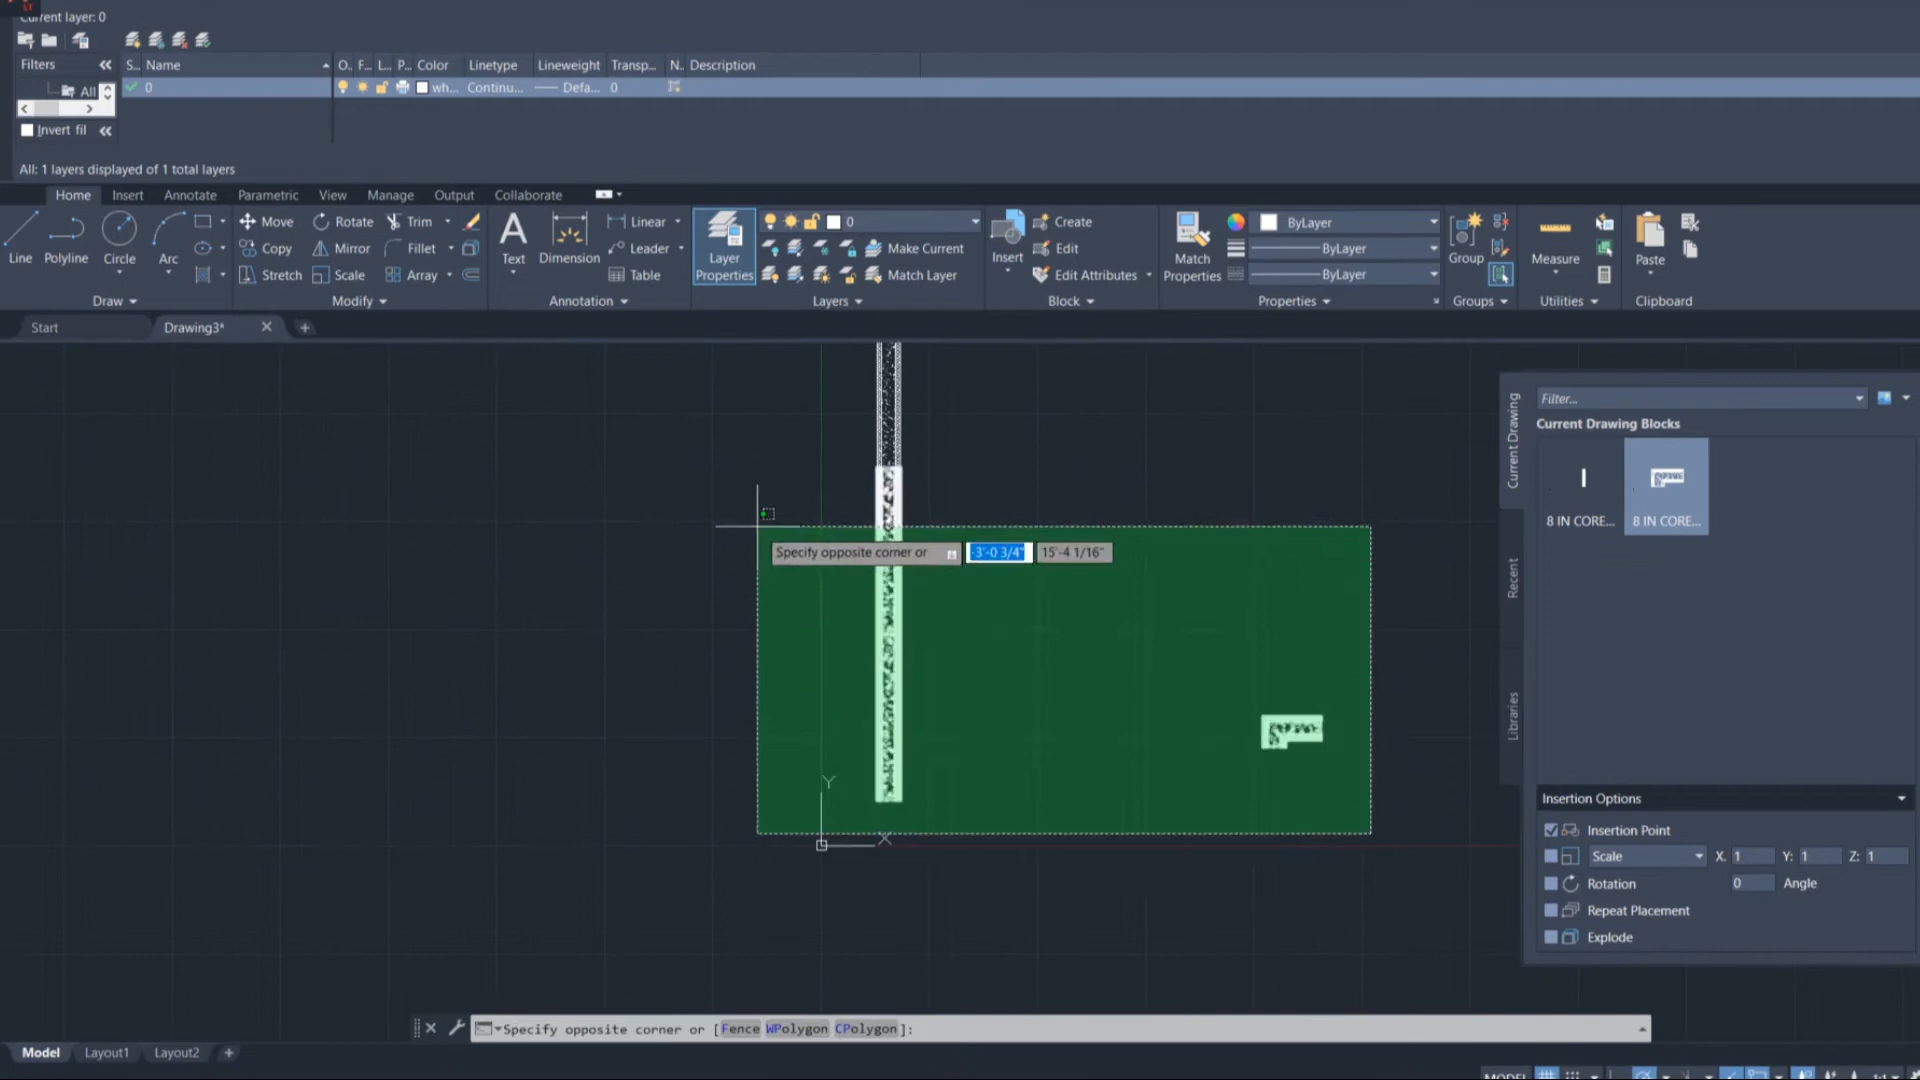 Current layer: 0
Filters
S.. Name
O. F... L... P... Color Linetype Lineweight Transp... N.. Description
All
0 wh... Continu... Defa... 0
Invert fil
All: 1 layers displayed of 1 total layers
Home Insert Annotate Parametric View Manage Output Collaborate
Line Polyline Circle Arc
Move Rotate Trim
Copy Mirror Fillet
Stretch Scale Array
Text Dimension
Linear
Leader
Table
Layer Properties
0
Make Current
Match Layer
Insert
Create
Edit
Edit Attributes
Match Properties
ByLayer
ByLayer
ByLayer
Group
Measure
Paste
Draw Modify Annotation Layers Block Properties Groups Utilities Clipboard
Start Drawing3*
Current Drawing
Recent
Libraries
Filter...
Current Drawing Blocks
8 IN CORE... 8 IN CORE...
Specify opposite corner or -3'-0 3/4" 15'-4 1/16"
Y
X
Insertion Options
Insertion Point
Scale X: 1 Y: 1 Z: 1
Rotation 0 Angle
Repeat Placement
Explode
Specify opposite corner or [Fence WPolygon CPolygon]:
Model Layout1 Layout2
MODEL 1:1